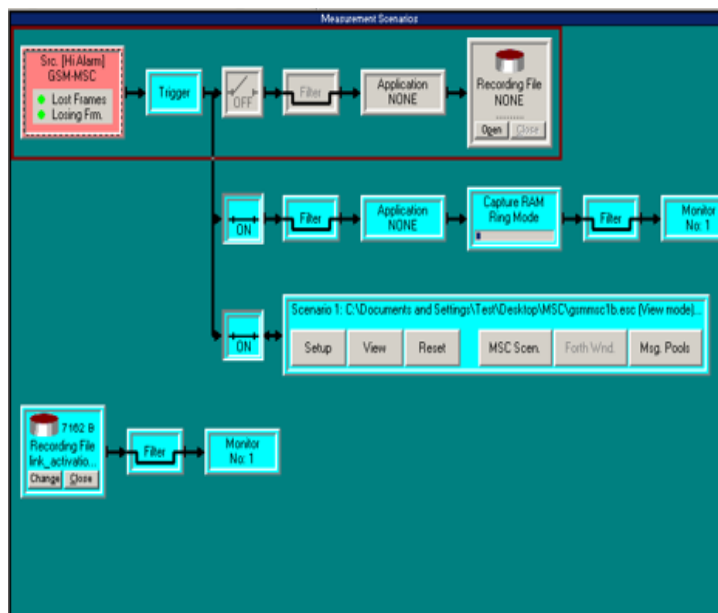 Measurement Scenarios
Src. [Hi Alarm]
GSM-MSC
Lost Frames
Losing Frm.
Trigger
OFF
Filter
Application
NONE
Recording File
NONE
.........
Open Close
ON
Filter
Application
NONE
Capture RAM
Ring Mode
Filter
Monitor
No: 1
ON
Scenario 1: C:\Documents and Settings\Test\Desktop\MSC\gsmmsc1b.esc (View mode)...
Setup View Reset MSC Scen. Forth Wnd. Msg. Pools
7162 B
Recording File
link_activatio...
Change Close
Filter
Monitor
No: 1